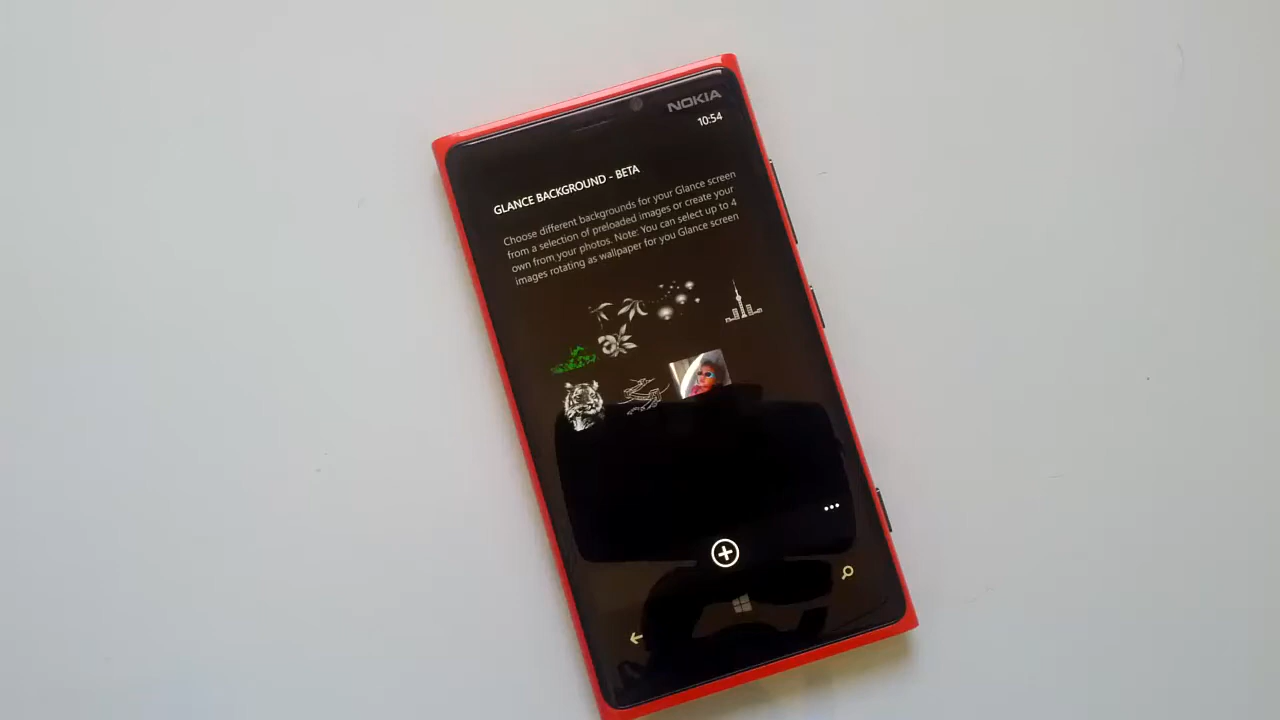 NOKIA
10:54
GLANCE BACKGROUND - BETA
Choose different backgrounds for your Glance screen
from a selection of preloaded images or create your
own from your photos. Note: You can select up to 4
images rotating as wallpaper for you Glance screen